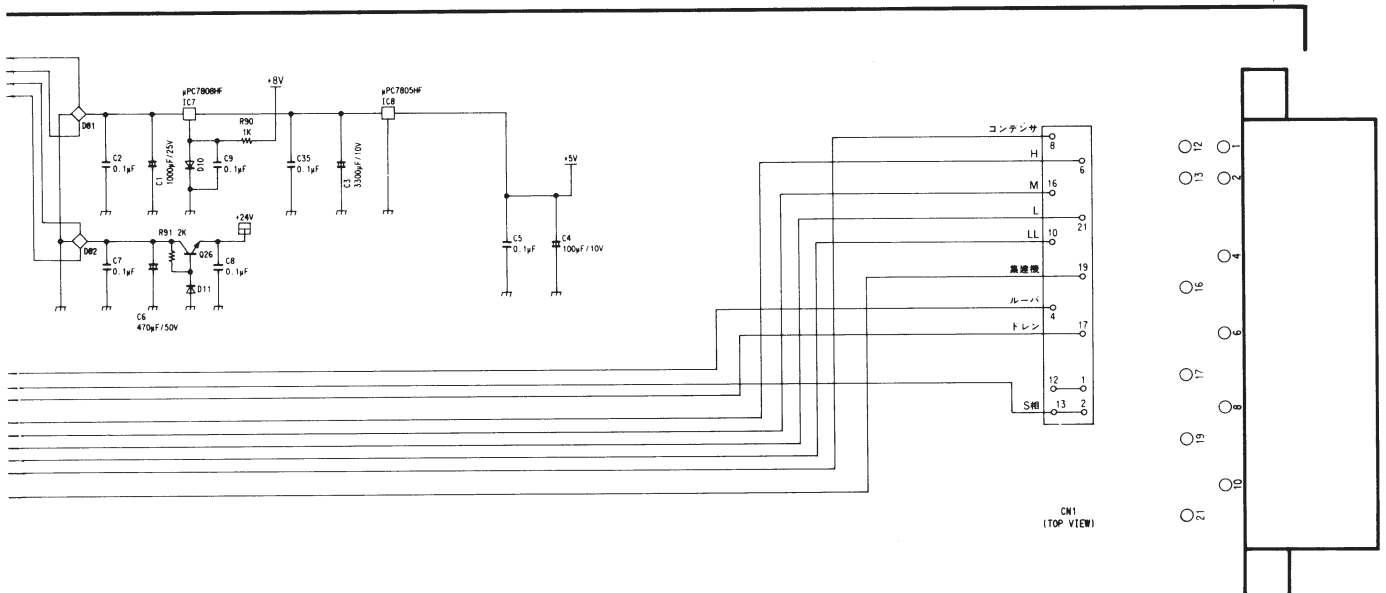 μPC7808HF
IC7
+8V
μPC7805HF
IC8
R90
1K
DB1
C2
0.1μF
C1
1000μF/25V
D10
C9
0.1μF
C35
0.1μF
C3
3300μF/10V
+5V
C5
0.1μF
C4
100μF/10V
+24V
R91 2K
Q26
DB2
C7
0.1μF
C8
0.1μF
D11
C6
470μF/50V
コンデンサ
8
H
6
M
16
L
21
LL
10
集塵機
19
ルーバ
4
ドレン
17
12
1
S相
13
2
CN1
(TOP VIEW)
12
1
13
2
4
16
6
17
8
19
10
21